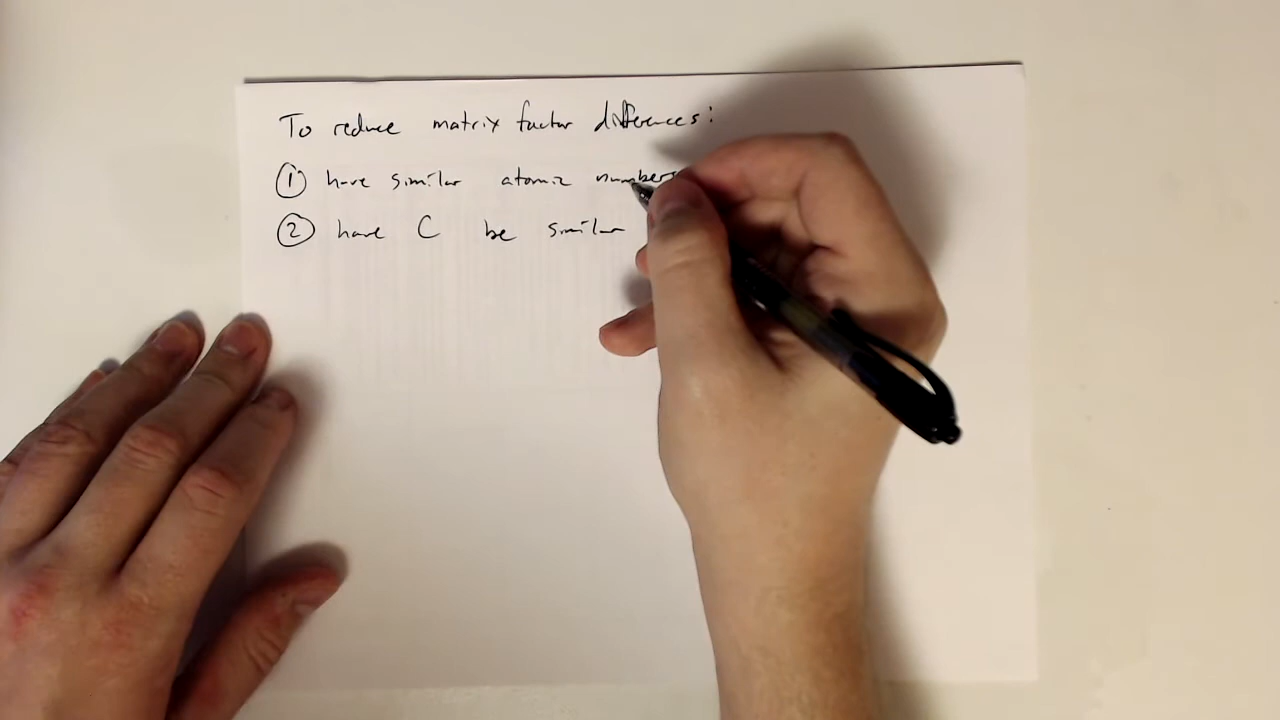 To reduce matrix factor differences:
① have similar atomic numbers
② have C be similar